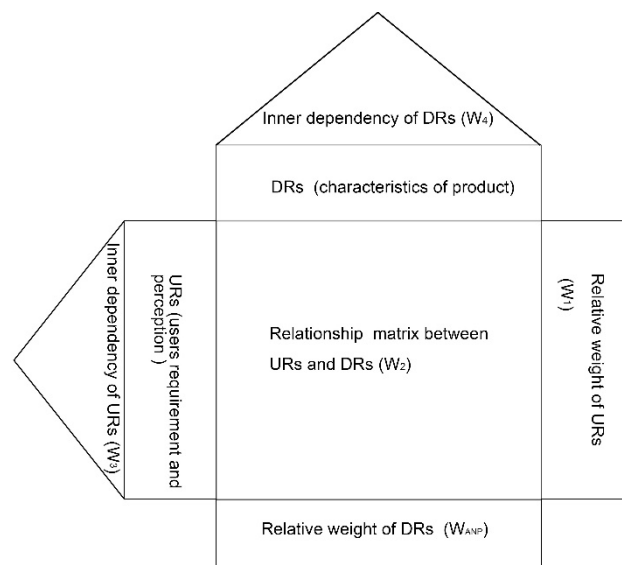 Inner dependency of DRs (W4)
DRs (characteristics of product)
Inner dependency of URs (W3)
URs (users requirement and
perception )
Relationship matrix between
URs and DRs (W2)
Relative weight of URs
(W1)
Relative weight of DRs (WANP)